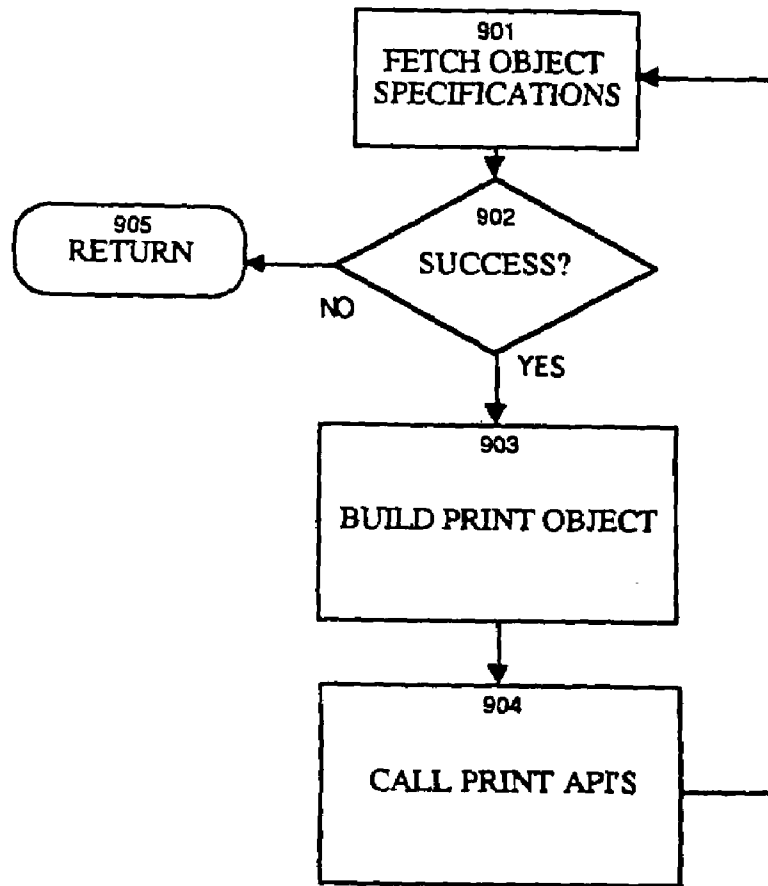 901
FETCH OBJECT
SPECIFICATIONS
902
SUCCESS?
905
RETURN
NO
YES
903
BUILD PRINT OBJECT
904
CALL PRINT API'S